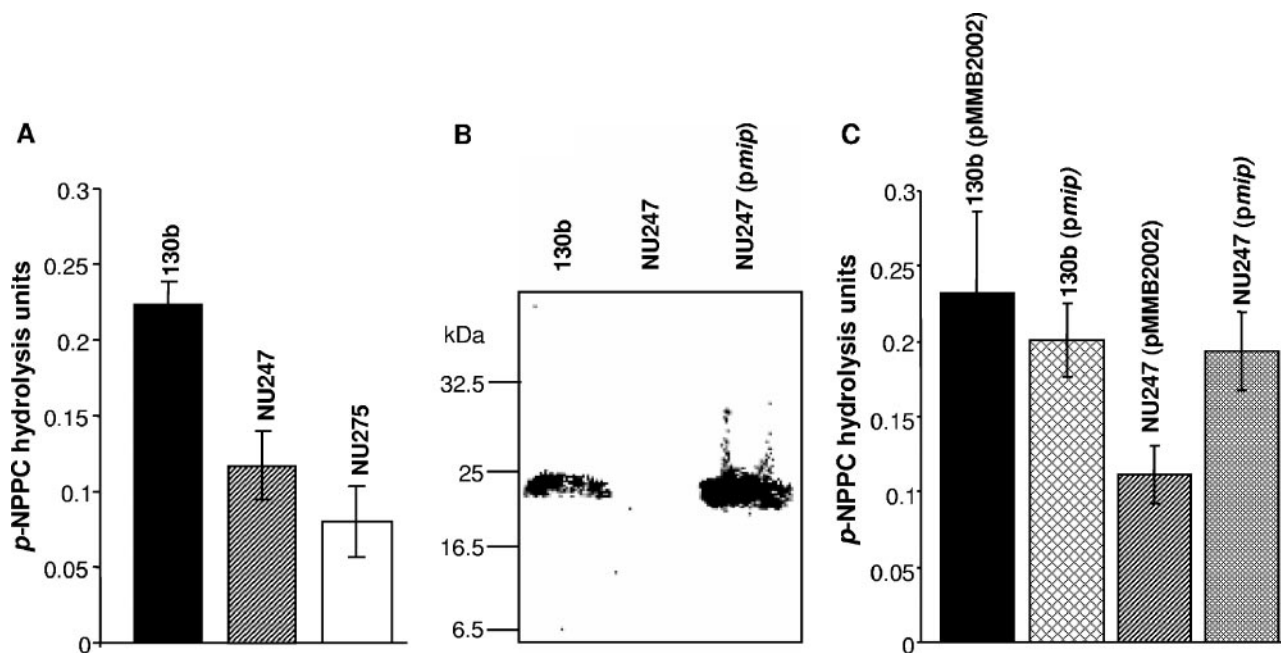 A
p-NPPC hydrolysis units
0.3
0.25
0.2
0.15
0.1
0.05
0
130b
NU247
NU275
B
130b
NU247
NU247 (pmip)
kDa
32.5
25
16.5
6.5
C
p-NPPC hydrolysis units
0.3
0.25
0.2
0.15
0.1
0.05
0
130b (pMMB2002)
130b (pmip)
NU247 (pMMB2002)
NU247 (pmip)